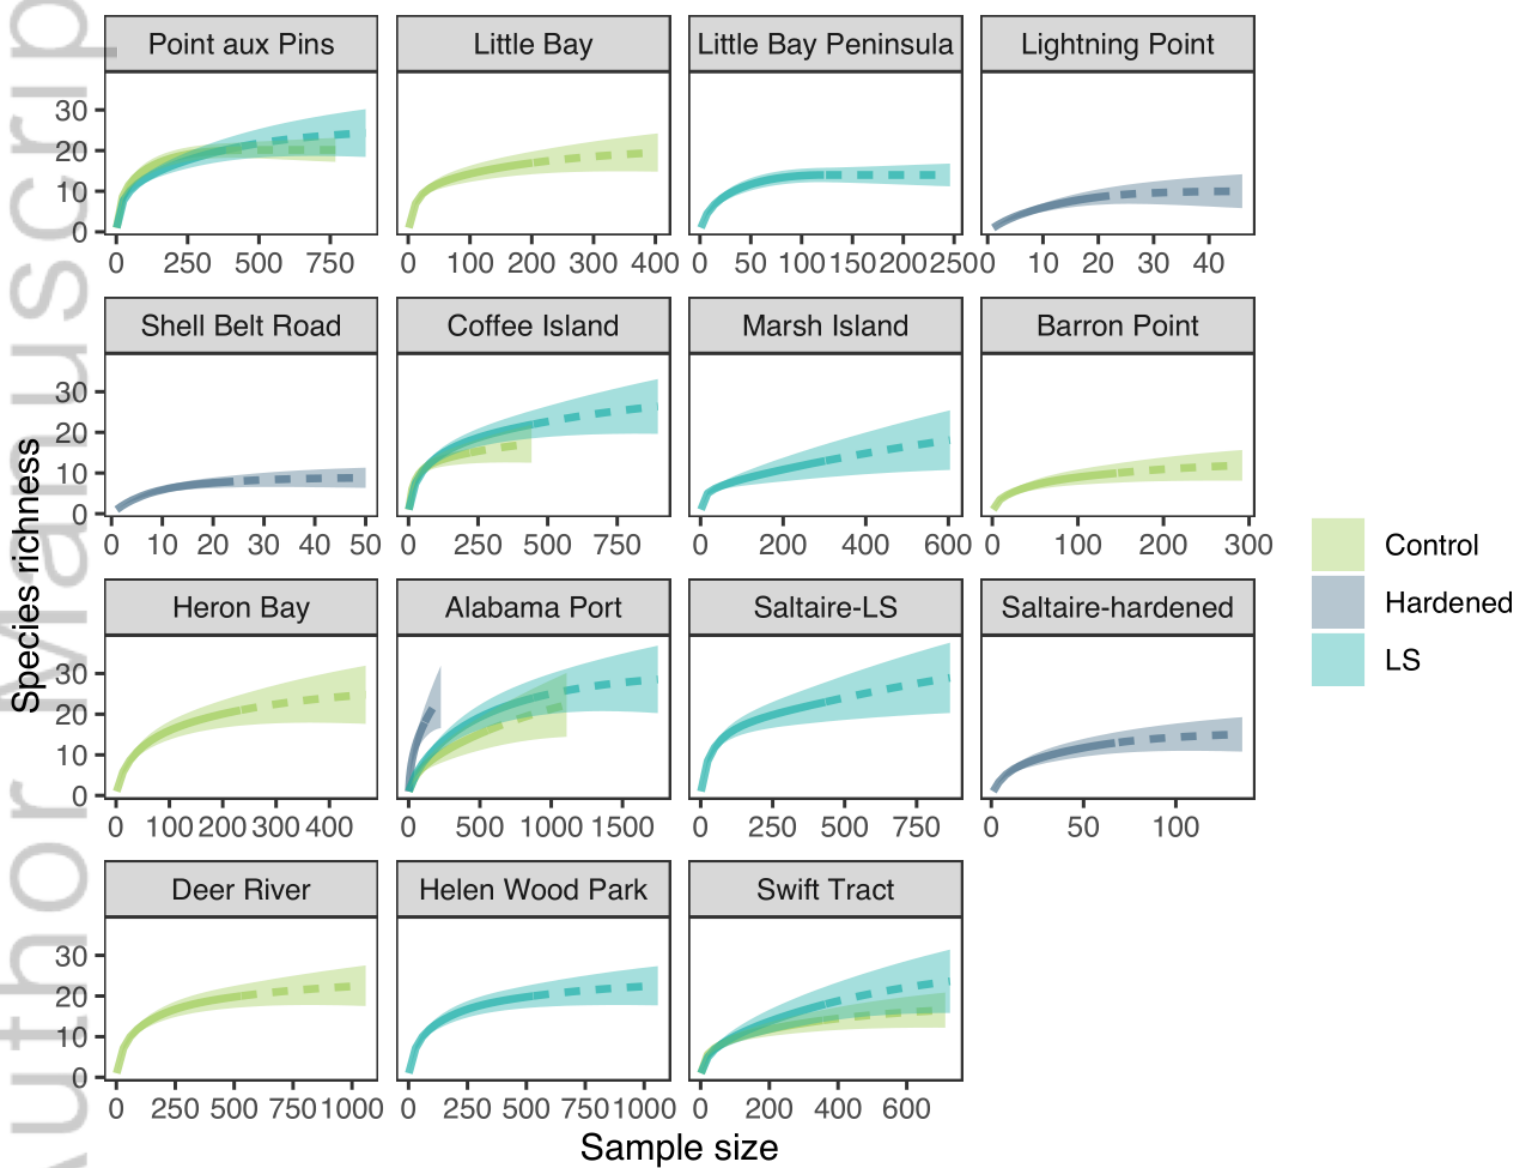 Point aux Pins
Little Bay
Little Bay Peninsula
Lightning Point
30
20
10
0
0 250 500 750
0 100 200 300 400
0 50 100 150 200 250
0 10 20 30 40
Shell Belt Road
Coffee Island
Marsh Island
Barron Point
30
20
10
0
0 10 20 30 40 50
0 250 500 750
0 200 400 600
0 100 200 300
Heron Bay
Alabama Port
Saltaire-LS
Saltaire-hardened
30
20
10
0
0 100 200 300 400
0 500 1000 1500
0 250 500 750
0 50 100
Deer River
Helen Wood Park
Swift Tract
30
20
10
0
0 250 500 750 1000
0 250 500 750 1000
0 200 400 600
Species richness
Sample size
Control
Hardened
LS
Author Manuscrip